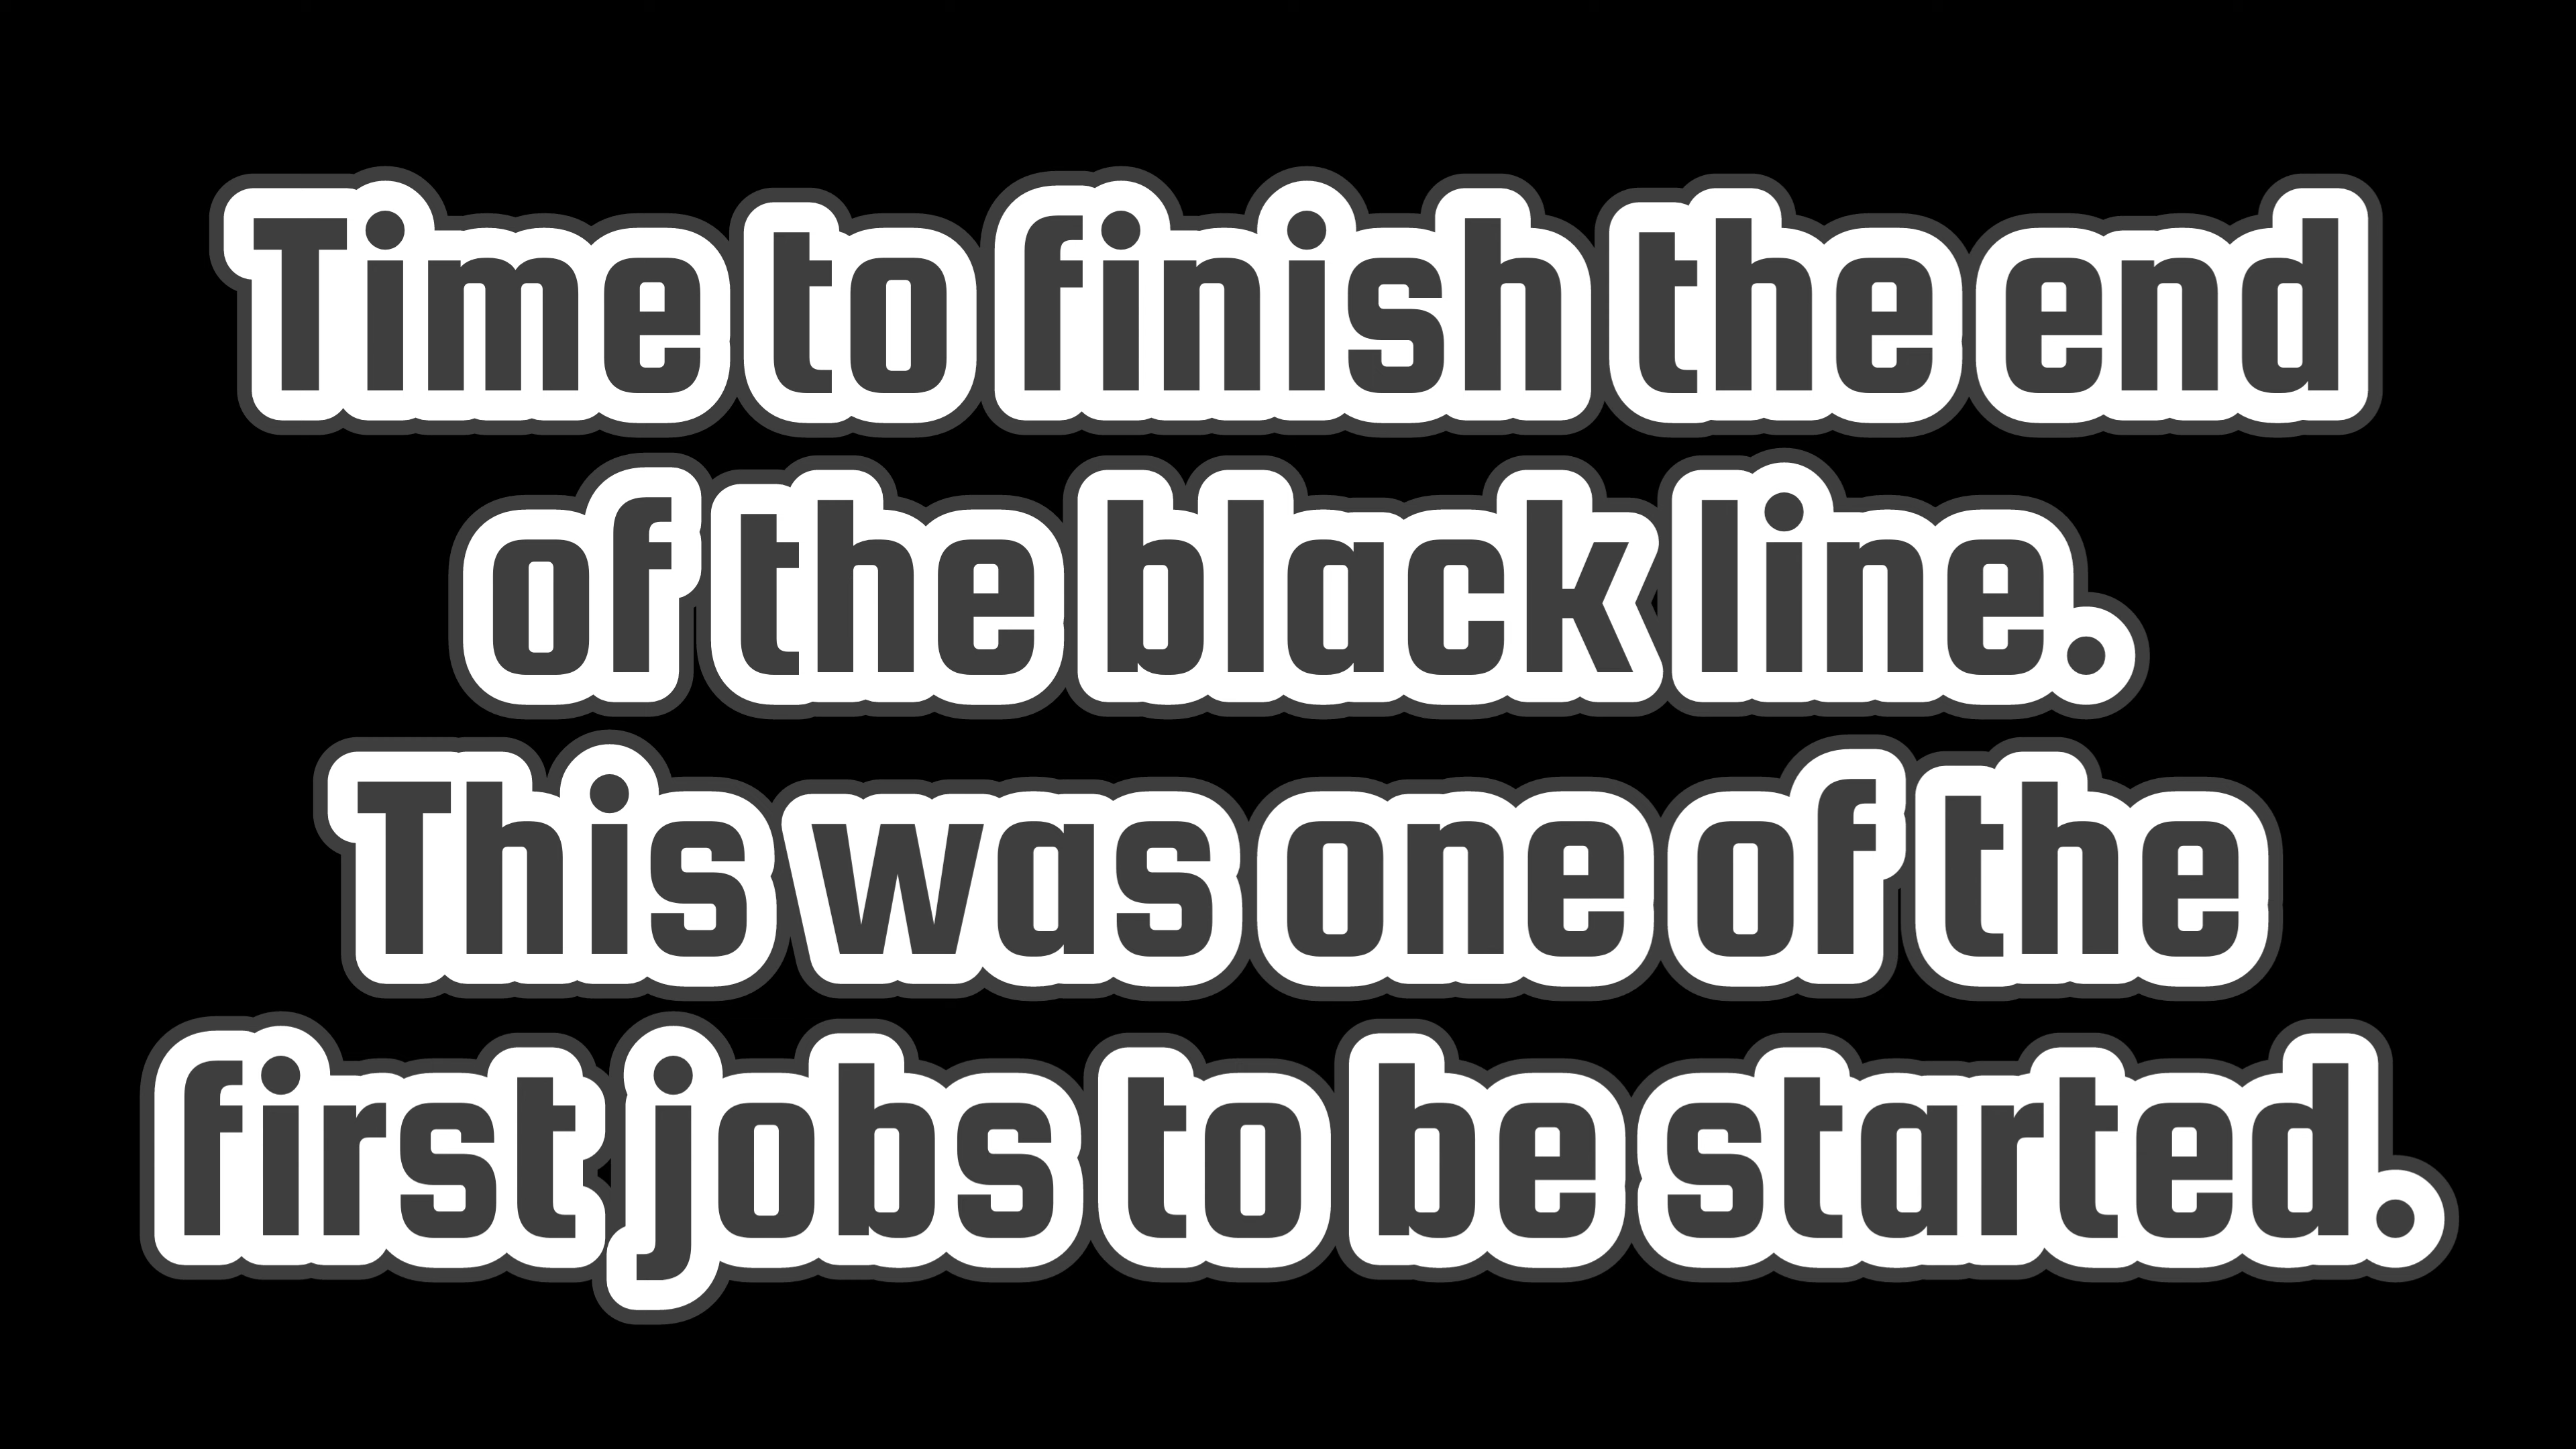 Time to finish the end
of the black line.
This was one of the
first jobs to be started.